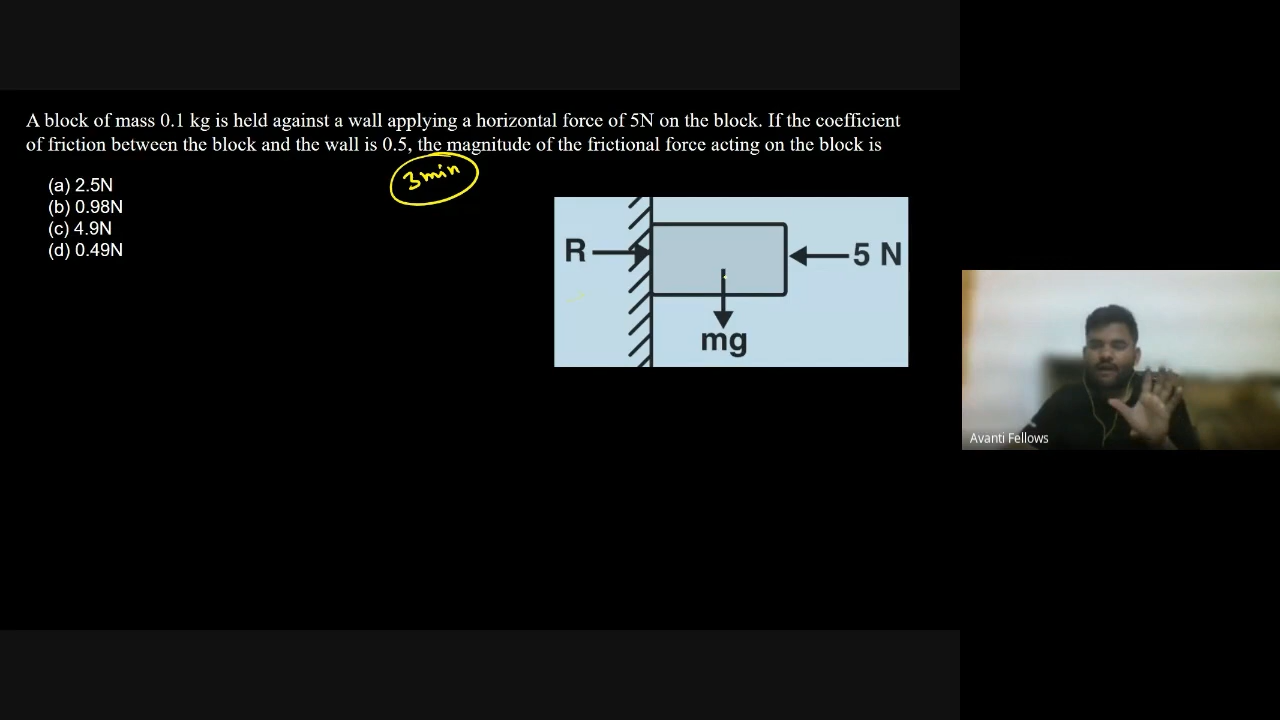 A block of mass 0.1 kg is held against a wall applying a horizontal force of 5N on the block. If the coefficient
of friction between the block and the wall is 0.5, the magnitude of the frictional force acting on the block is
3 min
(a) 2.5N
(b) 0.98N
(c) 4.9N
(d) 0.49N
R
5 N
mg
Avanti Fellows